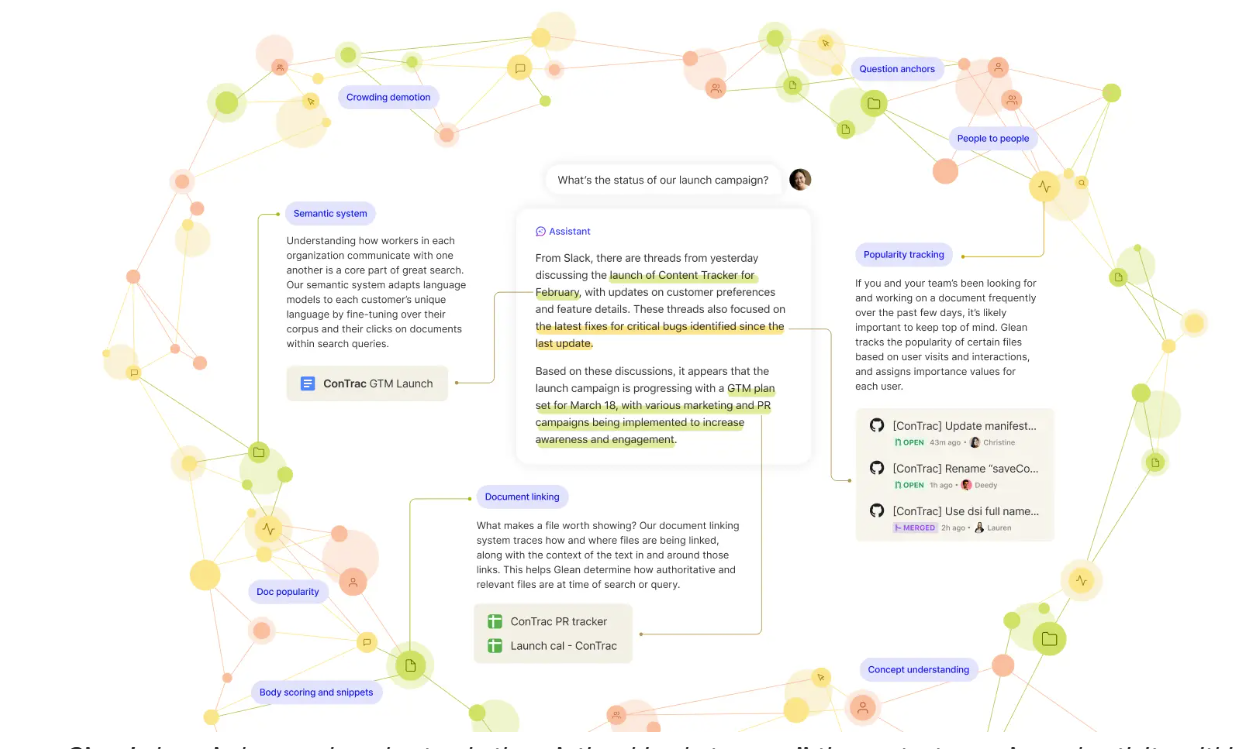 Crowding demotion
Question anchors
People to people
What's the status of our launch campaign?
Semantic system
Understanding how workers in each
organization communicate with one
another is a core part of great search.
Our semantic system adapts language
models to each customer's unique
language by fine-tuning over their
corpus and their clicks on documents
within search queries.
ConTrac GTM Launch
Assistant
From Slack, there are threads from yesterday
discussing the launch of Content Tracker for
February, with updates on customer preferences
and feature details. These threads also focused on
the latest fixes for critical bugs identified since the
last update.
Based on these discussions, it appears that the
launch campaign is progressing with a GTM plan
set for March 18, with various marketing and PR
campaigns being implemented to increase
awareness and engagement.
Popularity tracking
If you and your team's been looking for
and working on a document frequently
over the past few days, it's likely
important to keep top of mind. Glean
tracks the popularity of certain files
based on user visits and interactions,
and assigns importance values for
each user.
[ConTrac] Update manifest...
OPEN 43m ago • Christine
[ConTrac] Rename "saveCo...
OPEN 1h ago • Deedy
[ConTrac] Use dsi full name...
MERGED 2h ago • Lauren
Document linking
What makes a file worth showing? Our document linking
system traces how and where files are being linked,
along with the context of the text in and around those
links. This helps Glean determine how authoritative and
relevant files are at time of search or query.
ConTrac PR tracker
Launch cal - ConTrac
Doc popularity
Body scoring and snippets
Concept understanding